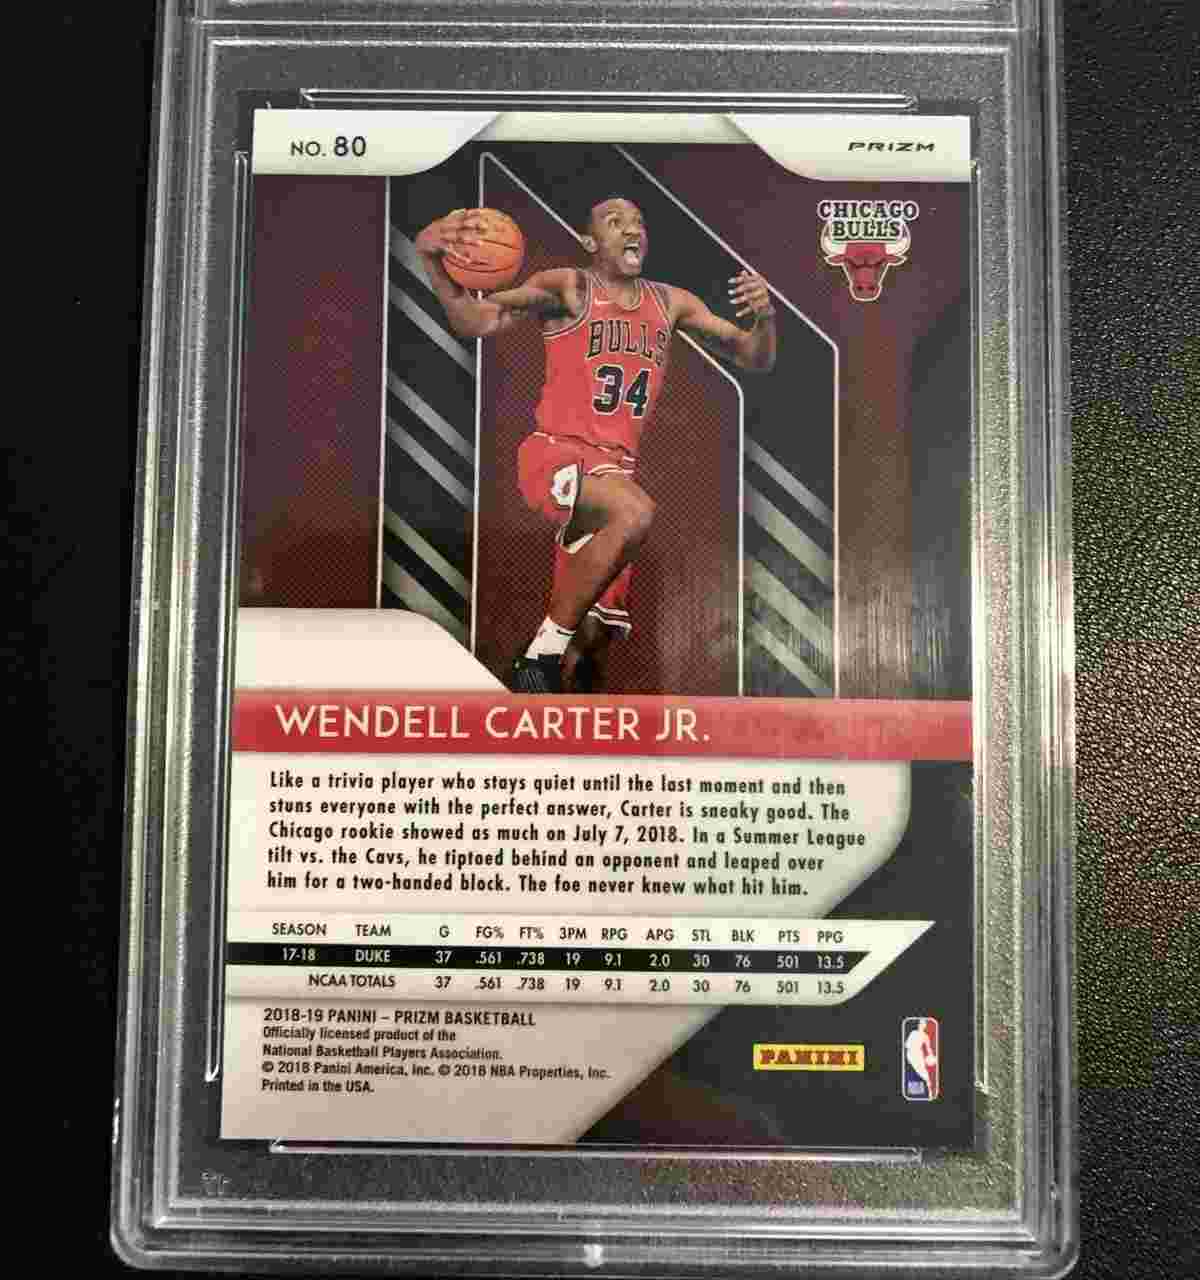 NO. 80
PRIZM
CHICAGO
BULLS
BULLS
34
WENDELL CARTER JR.
Like a trivia player who stays quiet until the last moment and then
stuns everyone with the perfect answer, Carter is sneaky good. The
Chicago rookie showed as much on July 7, 2018. In a Summer League
tilt vs. the Cavs, he tiptoed behind an opponent and leaped over
him for a two-handed block. The foe never knew what hit him.
SEASON TEAM G FG% FT% 3PM RPG APG STL BLK PTS PPG
17-18 DUKE 37 .561 .738 19 9.1 2.0 30 76 501 13.5
NCAA TOTALS 37 .561 .738 19 9.1 2.0 30 76 501 13.5
2018-19 PANINI – PRIZM BASKETBALL
Officially licensed product of the
National Basketball Players Association.
© 2018 Panini America, Inc. © 2018 NBA Properties, Inc.
Printed in the USA.
PANINI
NBA